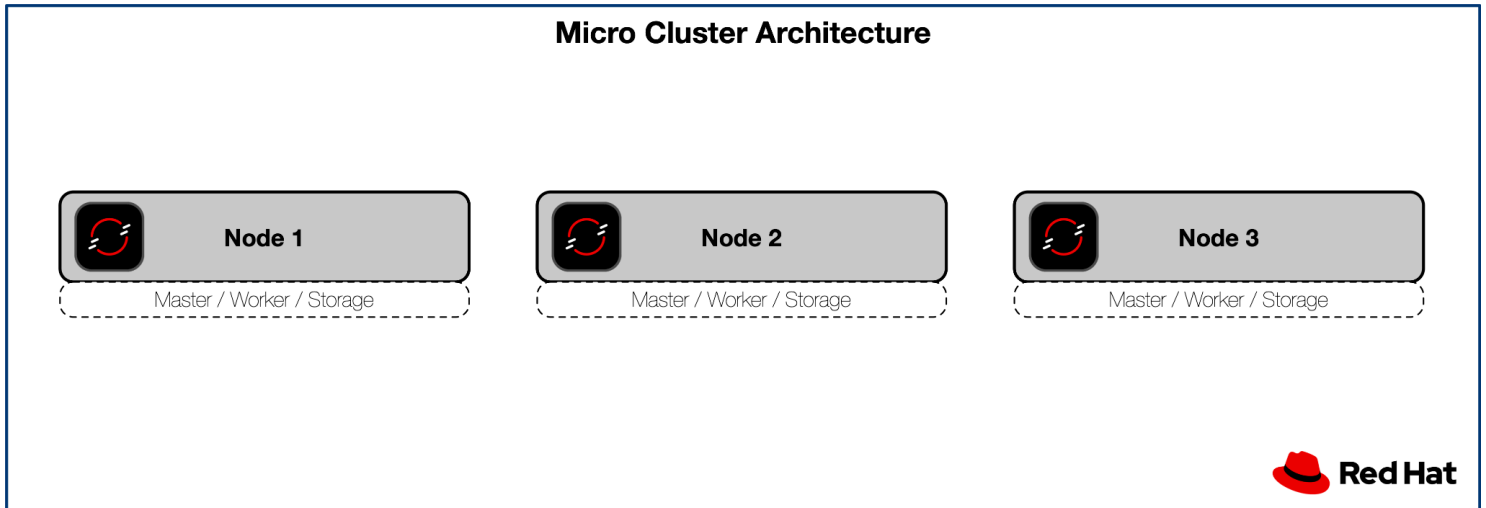 Micro Cluster Architecture
Node 1
Node 2
Node 3
Master / Worker / Storage
Master / Worker / Storage
Master / Worker / Storage
Red Hat